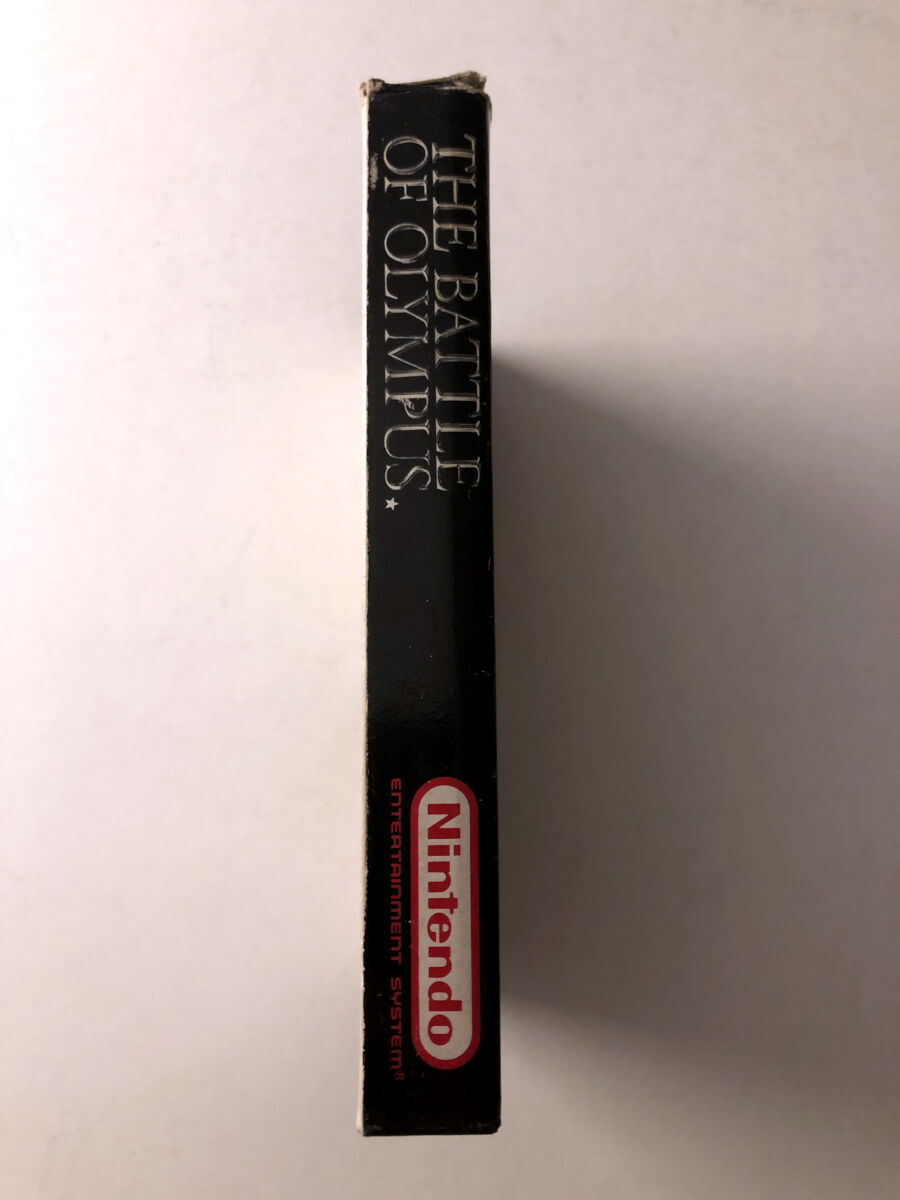 THE BATTLE
OF OLYMPUS.★
Nintendo
ENTERTAINMENT SYSTEM®